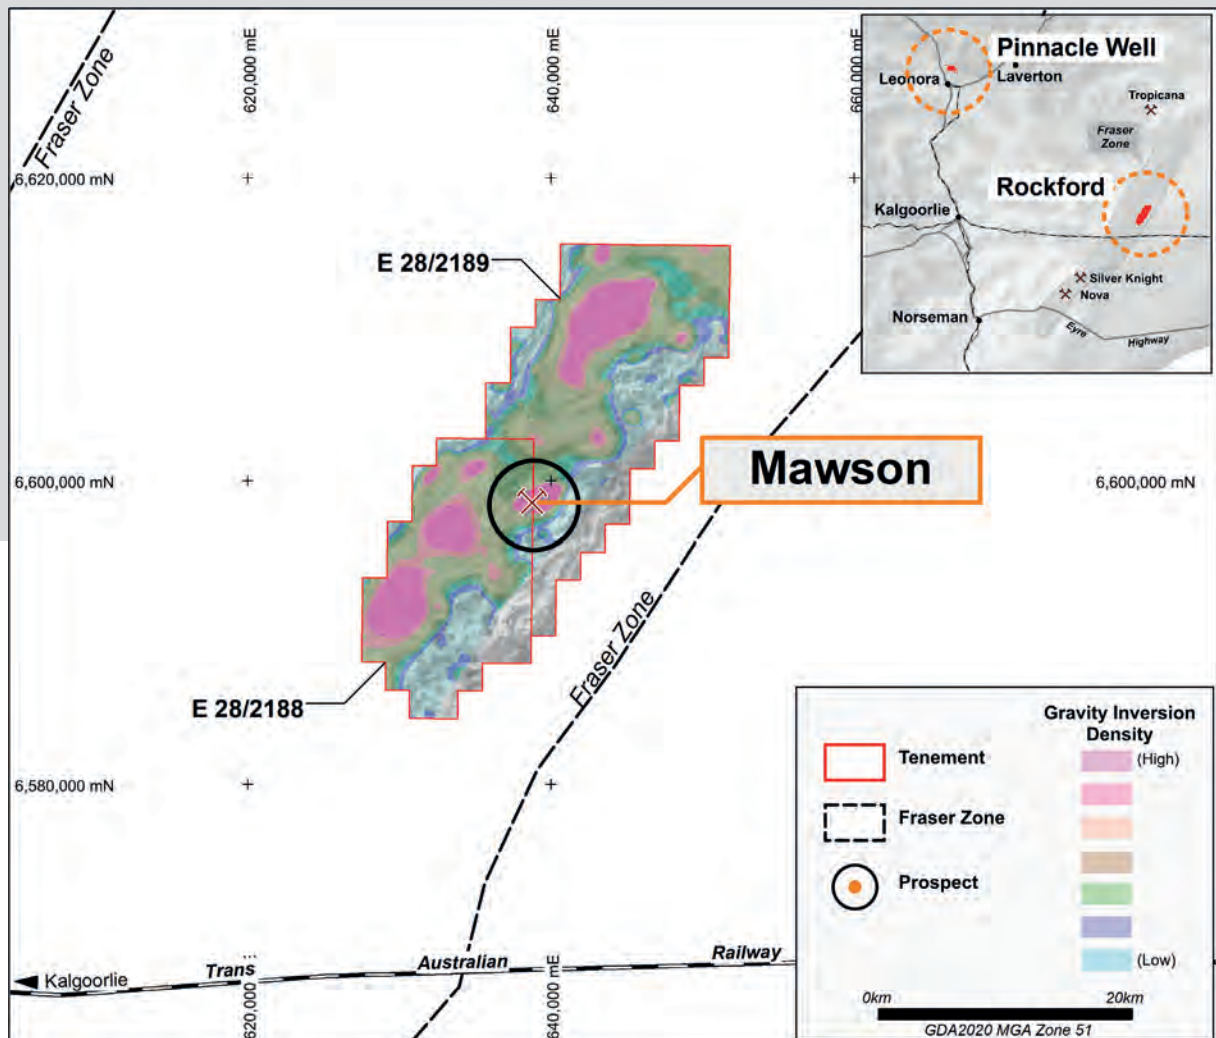 620,000 mE
640,000 mE
660,000 mE
Fraser Zone
6,620,000 mN
E 28/2189
Pinnacle Well
Leonora
Laverton
Tropicana
Fraser
Zone
Rockford
Kalgoorlie
Silver Knight
Nova
Norseman
Eyre
Highway
Mawson
6,600,000 mN
6,600,000 mN
Fraser Zone
E 28/2188
6,580,000 mN
Kalgoorlie
Trans
Australian
Railway
620,000 mE
640,000 mE
Gravity Inversion
Density
Tenement
(High)
Fraser Zone
Prospect
(Low)
0km
20km
GDA2020 MGA Zone 51